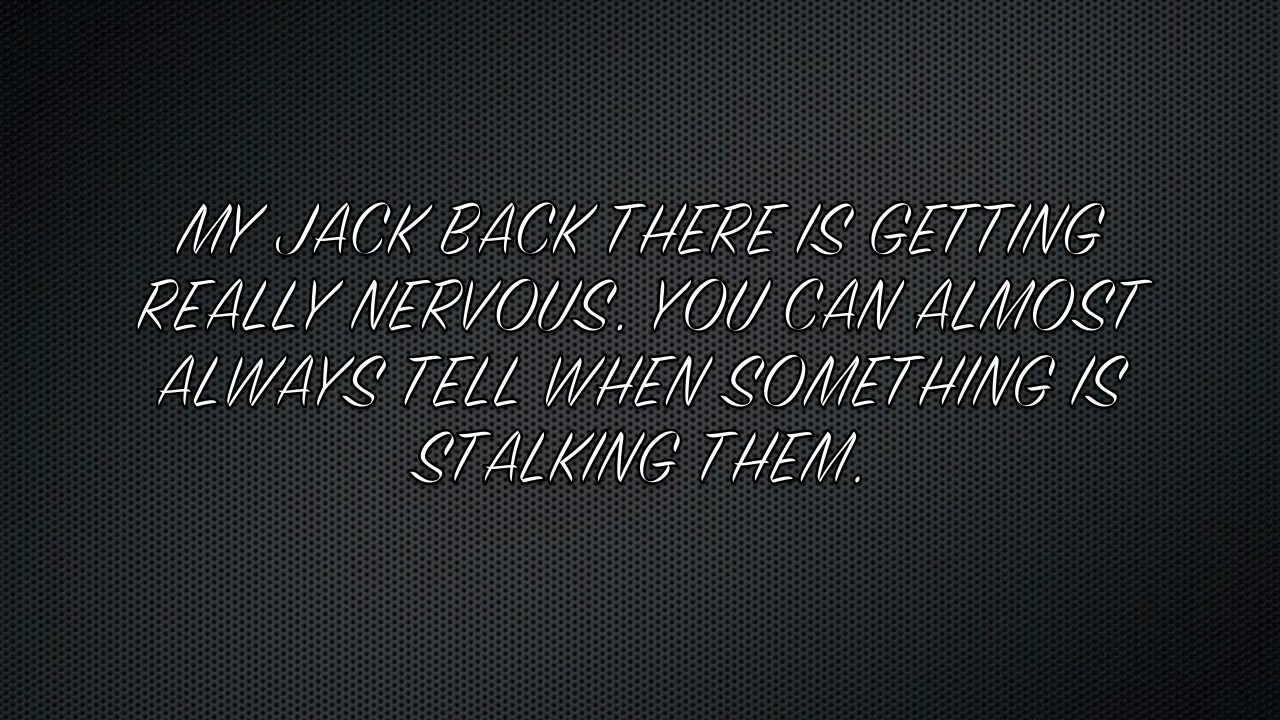 MY JACK BACK THERE IS GETTING
REALLY NERVOUS. YOU CAN ALMOST
ALWAYS TELL WHEN SOMETHING IS
STALKING THEM.